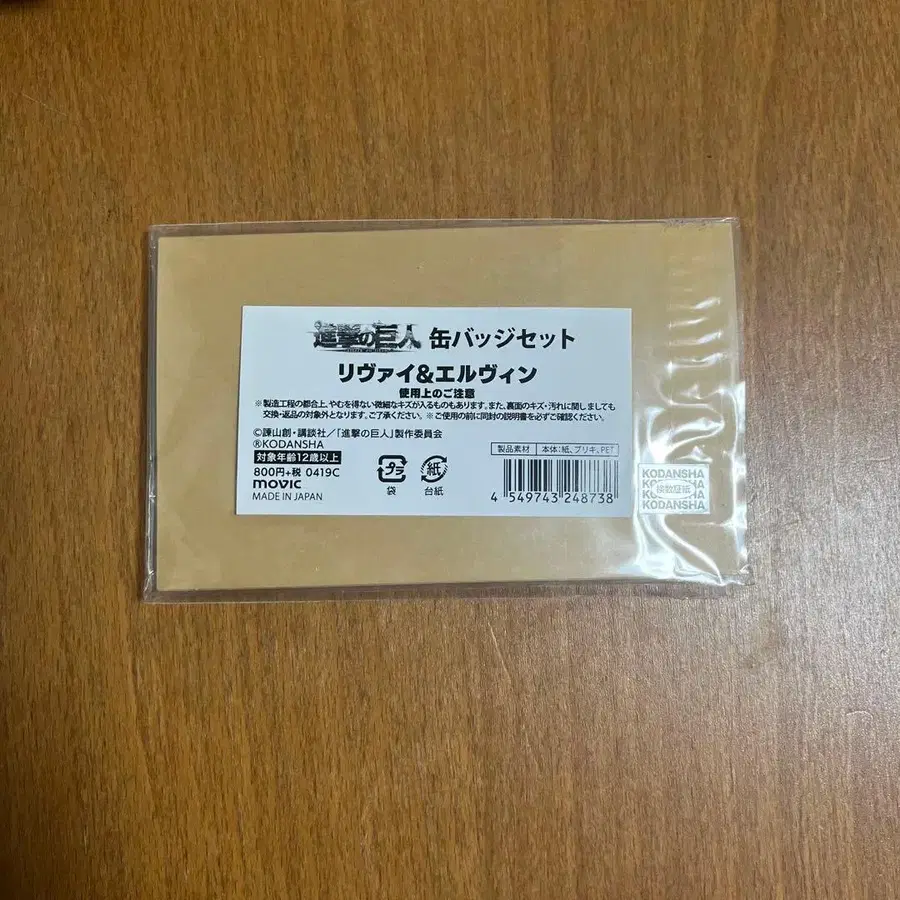 進撃の巨人 缶バッジセット
リヴァイ&エルヴィン
使用上のご注意
※製造工程の都合上、やむを得ない微細なキズが入るものもあります。また、裏面のキズ・汚れに関しましても
交換・返品の対象外となります。ご了承ください。※ご使用の前に同封の説明書を必ずご確認ください。
©諫山創・講談社/「進撃の巨人」製作委員会
®KODANSHA
対象年齢12歳以上
800円+税 0419C
movic
MADE IN JAPAN
プラ
袋
紙
台紙
製品素材 本体:紙、ブリキ、PET
4 549743 248738
KODANSHA
KODANSHA